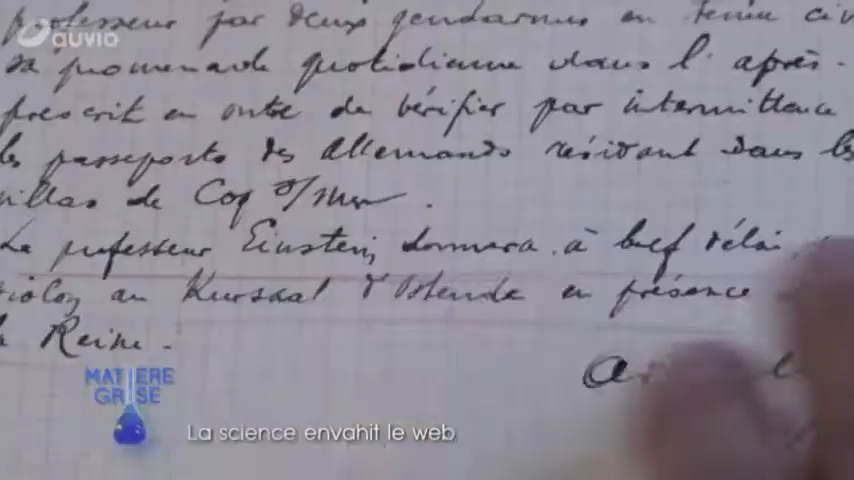 auvio
professeur par deux gendarmes en tenue civ
sa promenade quotidienne dans l'après-
prescrit en outre de vérifier par intermittence
les passeports des Allemands résidant dans les
villas de Coq s/Mer.
Le professeur Einstein donnera à bref délai,
violon au Kursaal d'Ostende en présence
la Reine.
MATIERE
GRISE
La science envahit le web